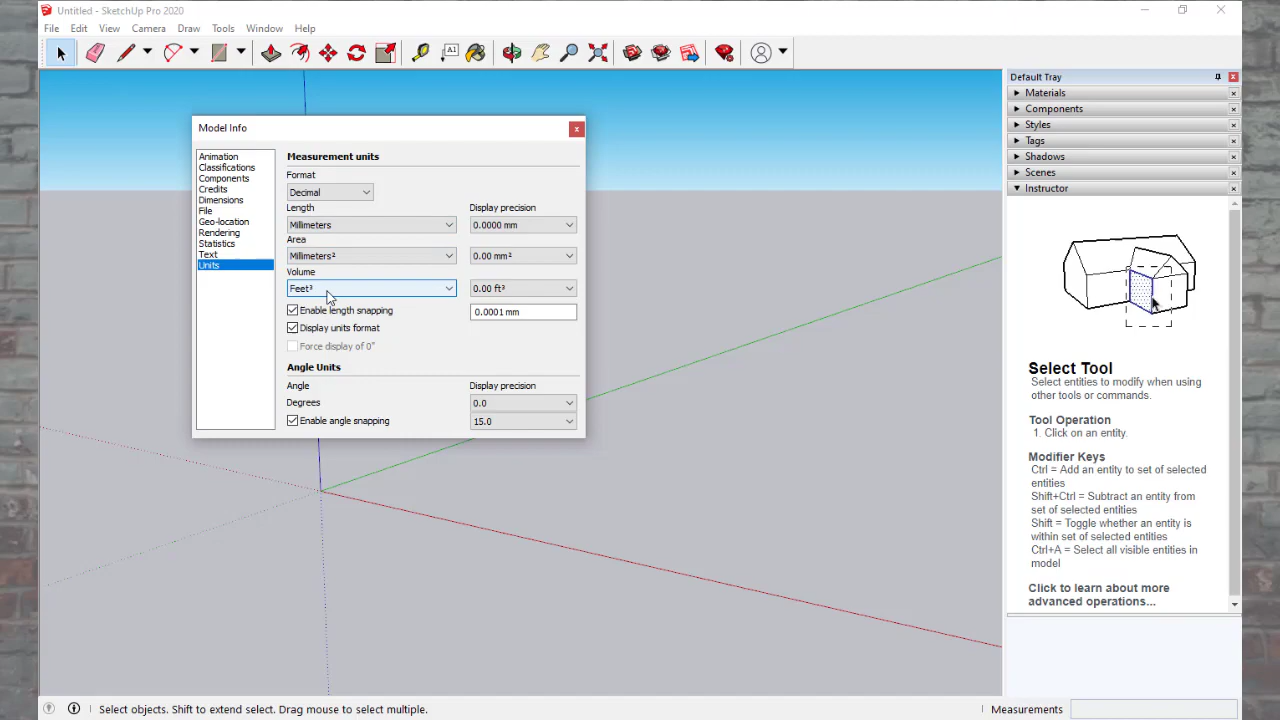 Untitled - SketchUp Pro 2020
File Edit View Camera Draw Tools Window Help
A1
Model Info
x
Animation
Classifications
Components
Credits
Dimensions
File
Geo-location
Rendering
Statistics
Text
Units
Measurement units
Format
Decimal
Length Display precision
Millimeters 0.0000 mm
Area
Millimeters² 0.00 mm²
Volume
Feet³ 0.00 ft³
Enable length snapping 0.0001 mm
Display units format
Force display of 0"
Angle Units
Angle Display precision
Degrees 0.0
Enable angle snapping 15.0
Default Tray
Materials
Components
Styles
Tags
Shadows
Scenes
Instructor
Select Tool
Select entities to modify when using
other tools or commands.
Tool Operation
1. Click on an entity.
Modifier Keys
Ctrl = Add an entity to set of selected
entities
Shift+Ctrl = Subtract an entity from
set of selected entities
Shift = Toggle whether an entity is
within set of selected entities
Ctrl+A = Select all visible entities in
model
Click to learn about more
advanced operations...
Select objects. Shift to extend select. Drag mouse to select multiple. Measurements